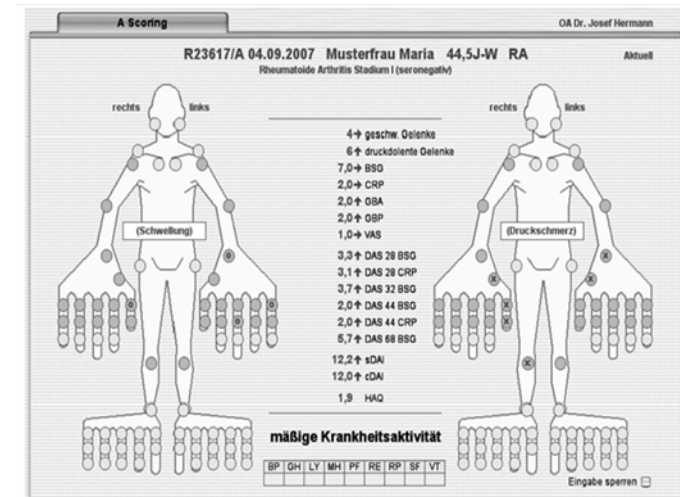 A Scoring
OA Dr. Josef Hermann
R23617/A 04.09.2007 Musterfrau Maria 44,5J-W RA
Aktuell
Rheumatoide Arthritis Stadium I (seronegativ)
rechts links
rechts links
4→ geschw. Gelenke
6↑ druckdolente Gelenke
7,0→ BSG
2,0→ CRP
2,0↑ GBA
2,0↑ GBP
1,0→ VAS
(Schwellung)
(Druckschmerz)
3,3↑ DAS 28 BSG
3,1↑ DAS 28 CRP
3,7↑ DAS 32 BSG
2,0↑ DAS 44 BSG
2,0↑ DAS 44 CRP
5,7↑ DAS 68 BSG
12,2↑ sDAI
12,0↑ cDAI
1,9 HAQ
mäßige Krankheitsaktivität
BP GH LY MH PF RE RP SF VT
Eingabe sperren